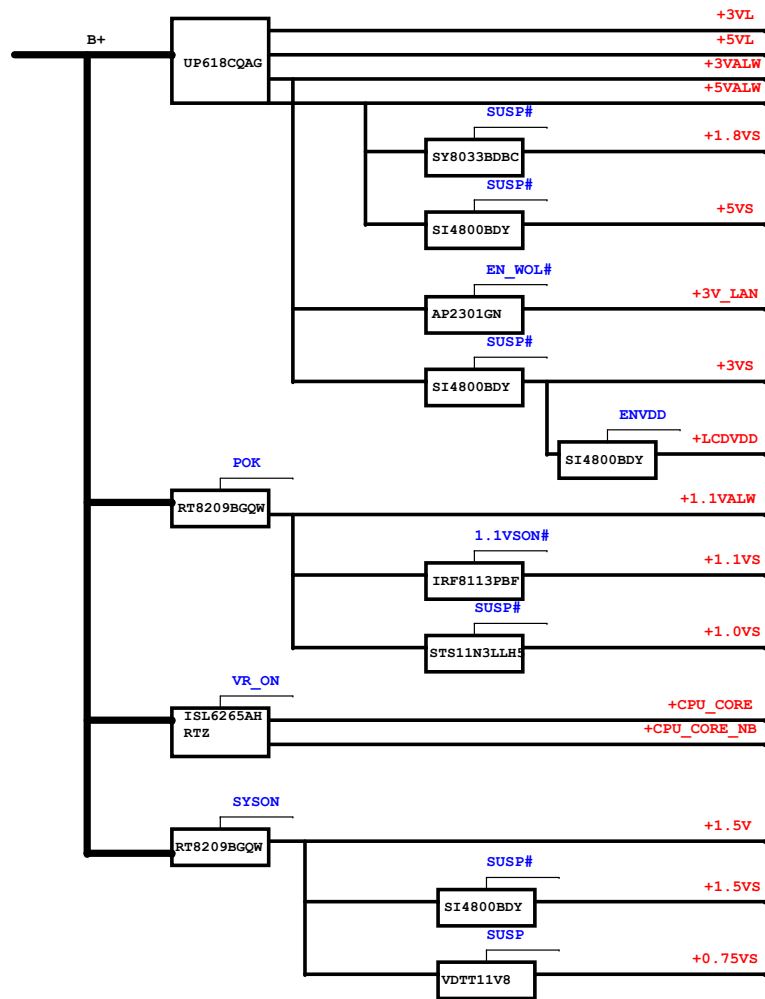 +3VL
B+
+5VL
UP618CQAG
+3VALW
+5VALW
SUSP#
+1.8VS
SY8033BDBC
SUSP#
+5VS
SI4800BDY
EN_WOL#
+3V_LAN
AP2301GN
SUSP#
+3VS
SI4800BDY
ENVDD
+LCDVDD
SI4800BDY
POK
+1.1VALW
RT8209BGQW
1.1VSON#
+1.1VS
IRF8113PBF
SUSP#
+1.0VS
STS11N3LLH5
VR_ON
+CPU_CORE
ISL6265AH
RTZ
+CPU_CORE_NB
SYSON
+1.5V
RT8209BGQW
SUSP#
+1.5VS
SI4800BDY
SUSP
+0.75VS
VDTT11V8